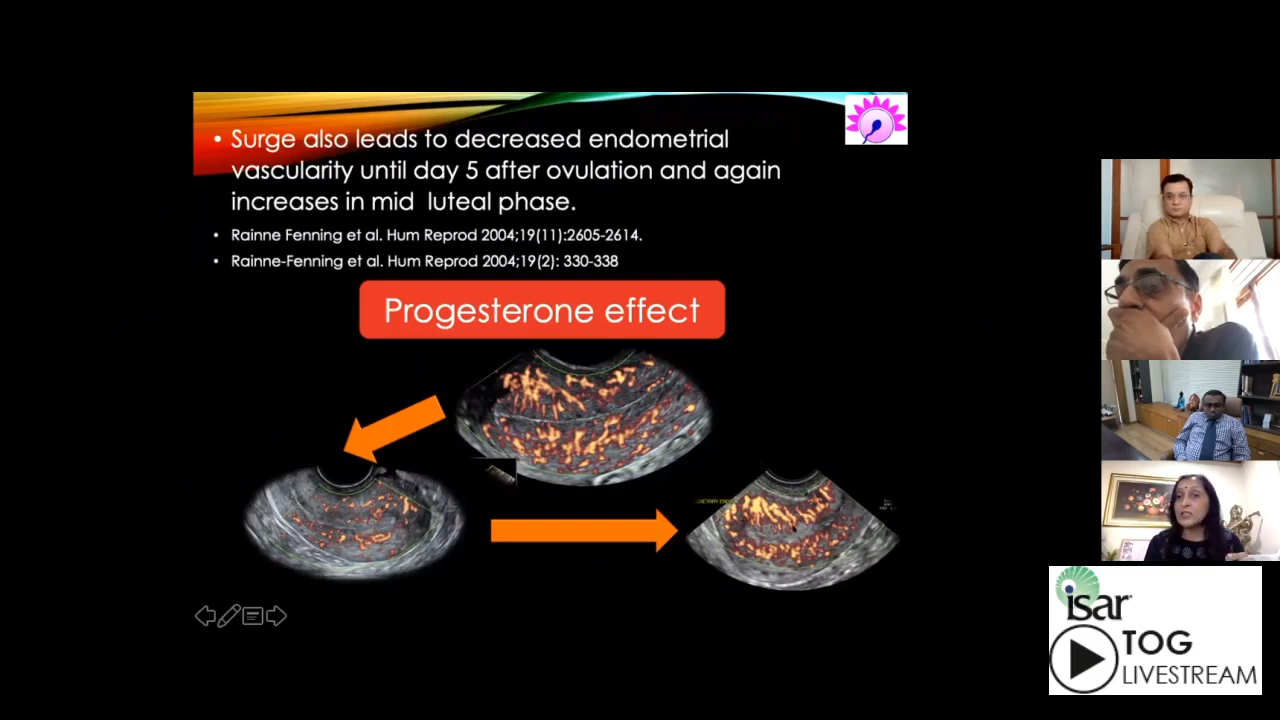 • Surge also leads to decreased endometrial
vascularity until day 5 after ovulation and again
increases in mid luteal phase.
• Rainne Fenning et al. Hum Reprod 2004;19(11):2605-2614.
• Rainne-Fenning et al. Hum Reprod 2004;19(2): 330-338
Progesterone effect
isar
TOG
LIVESTREAM